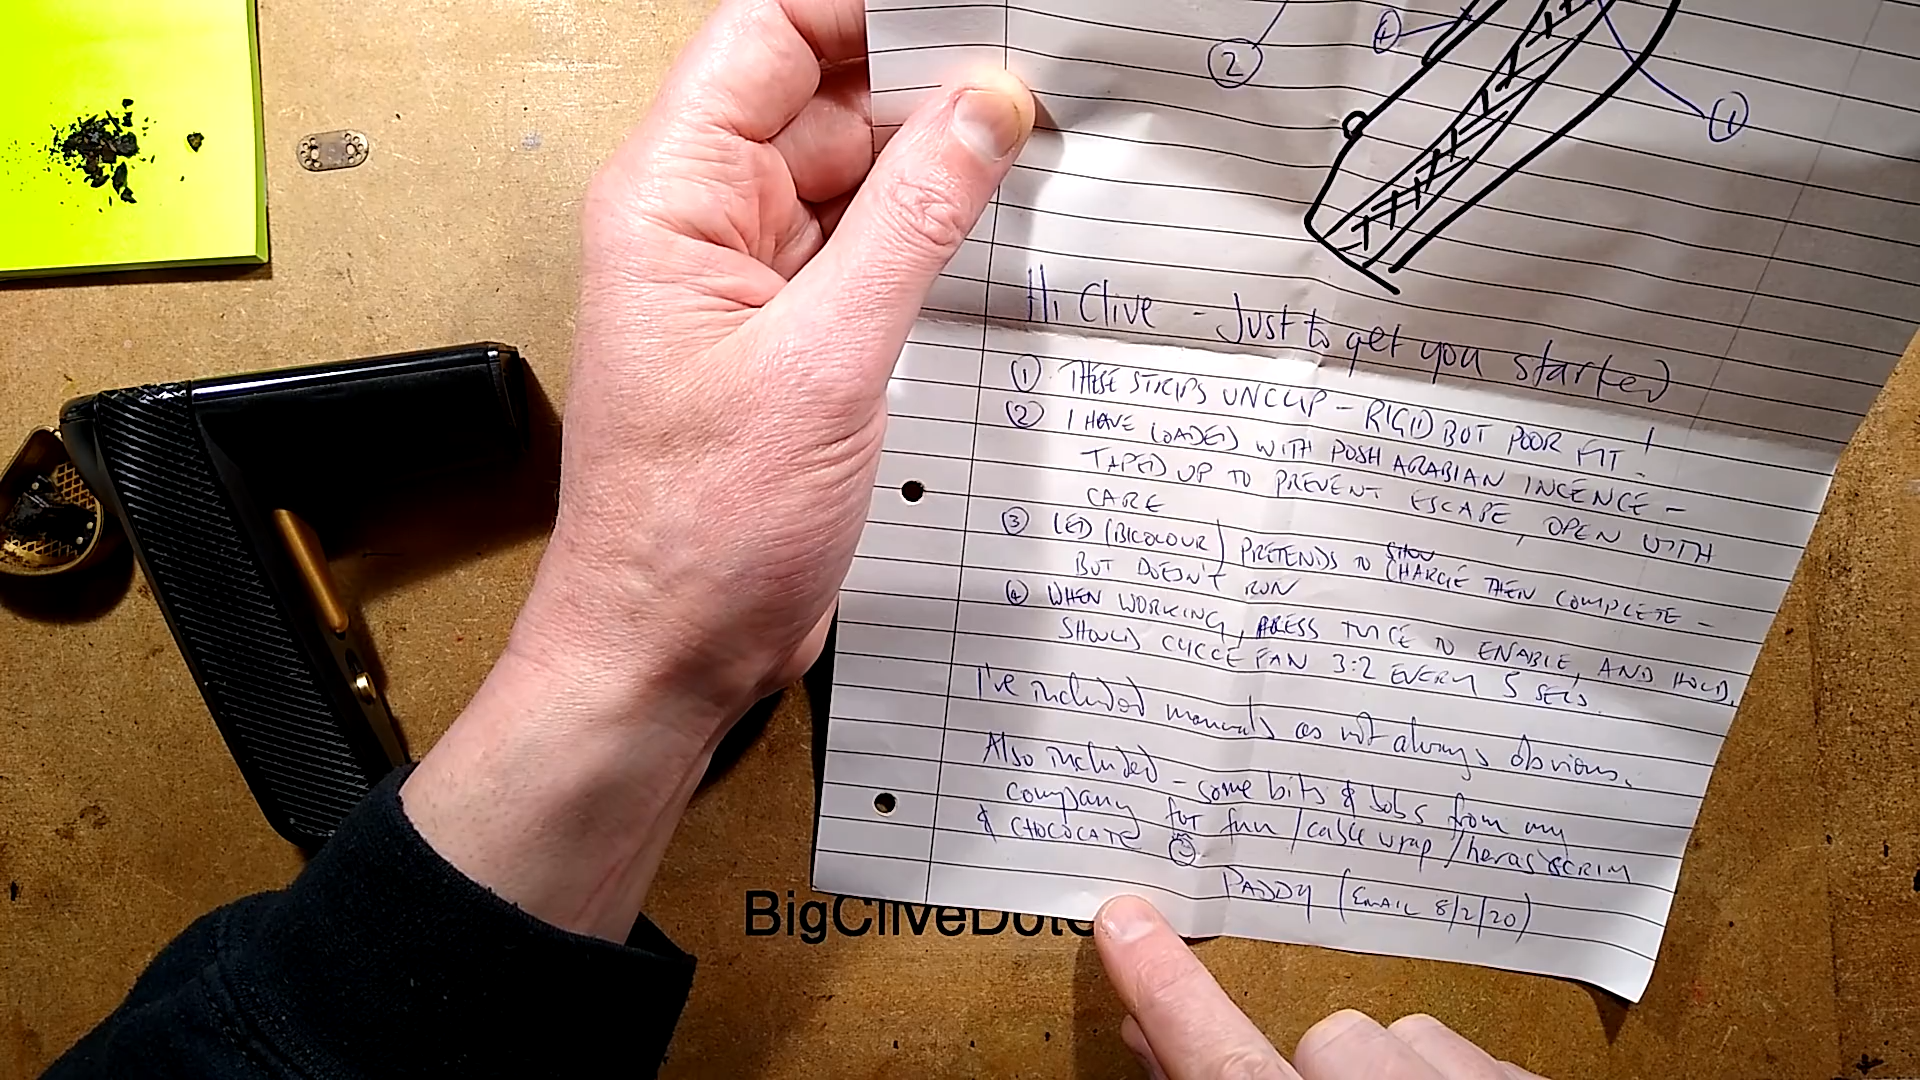 ②
④
①
Hi Clive - Just to get you started
① THESE STRIPS UNCLIP - RIGID BUT POOR FIT!
② I HAVE LOADED WITH POSH ARABIAN INCENCE -
TAPED UP TO PREVENT ESCAPE, OPEN WITH
CARE
③ LED (BICOLOUR) PRETENDS TO SHOW CHARGE THEN COMPLETE -
BUT DOESN'T RUN
④ WHEN WORKING, PRESS TWICE TO ENABLE, AND HOLD.
SHOULD CYCLE FAN 3:2 EVERY 5 SECS.
I've included manuals as not always obvious.
Also included - some bits & bobs from my
company for fun / cable wrap / heras scrim
& CHOCOLATE
PADDY (EMAIL 8/2/20)
BigCliveDotC